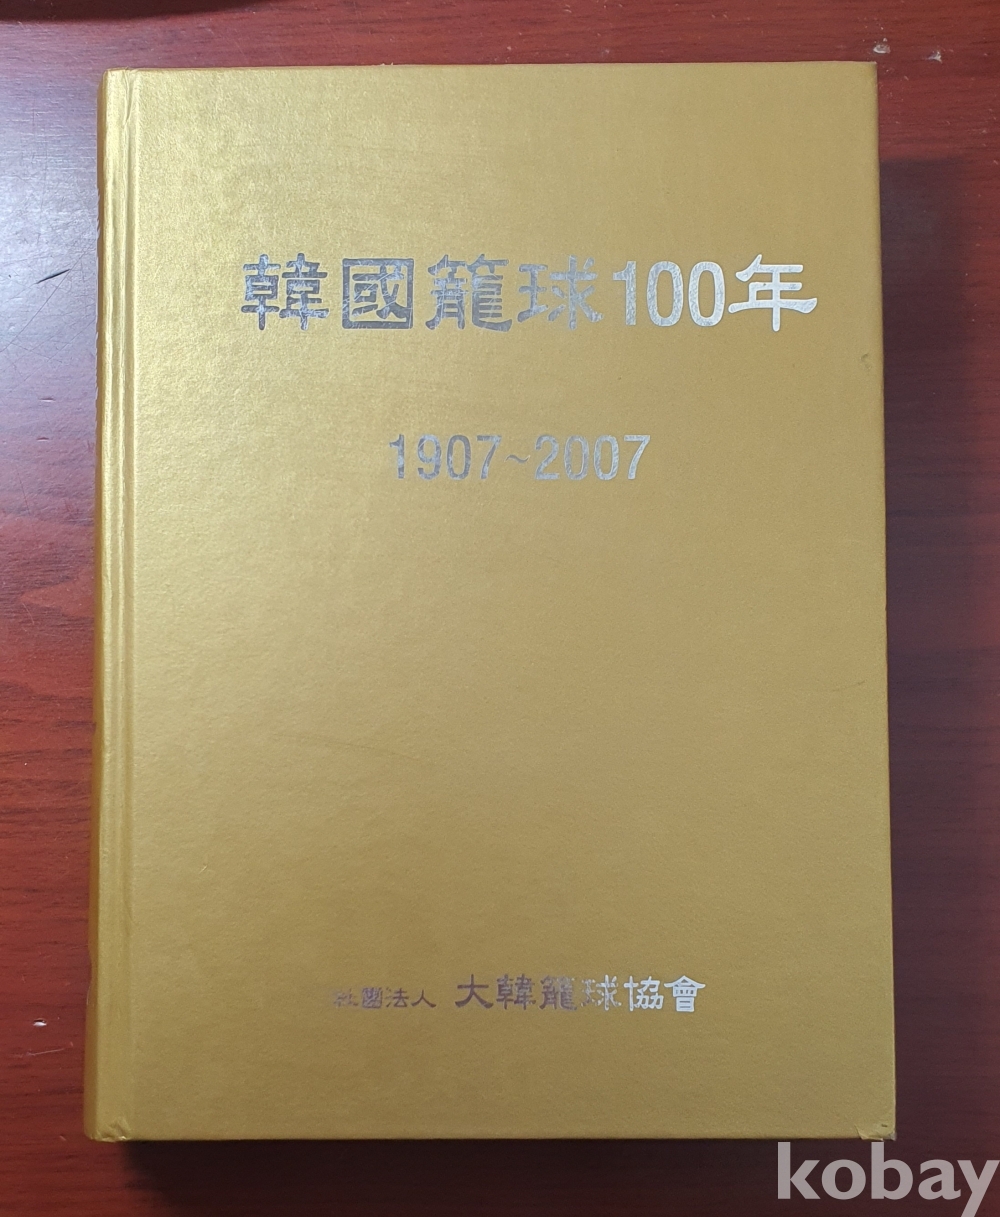 韓國籠球100年
1907~2007
社團法人 大韓籠球協會
kobay